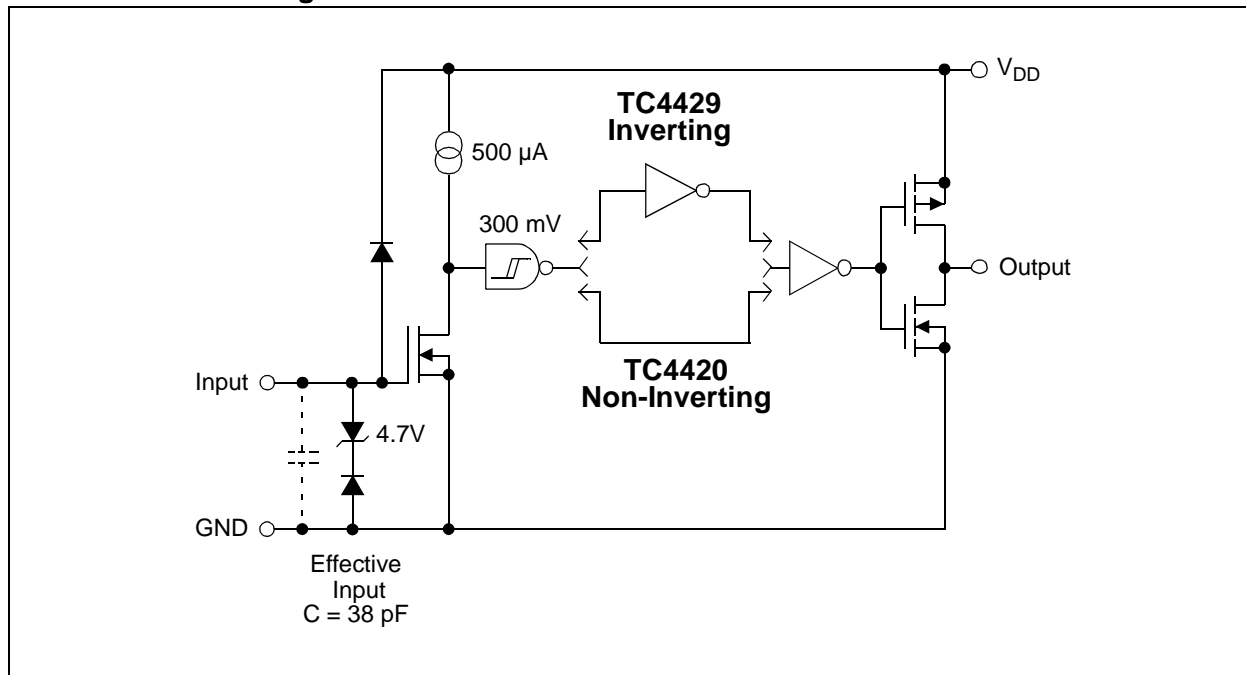 V_DD
TC4429
Inverting
500 µA
300 mV
Output
TC4420
Non-Inverting
Input
4.7V
GND
Effective
Input
C = 38 pF